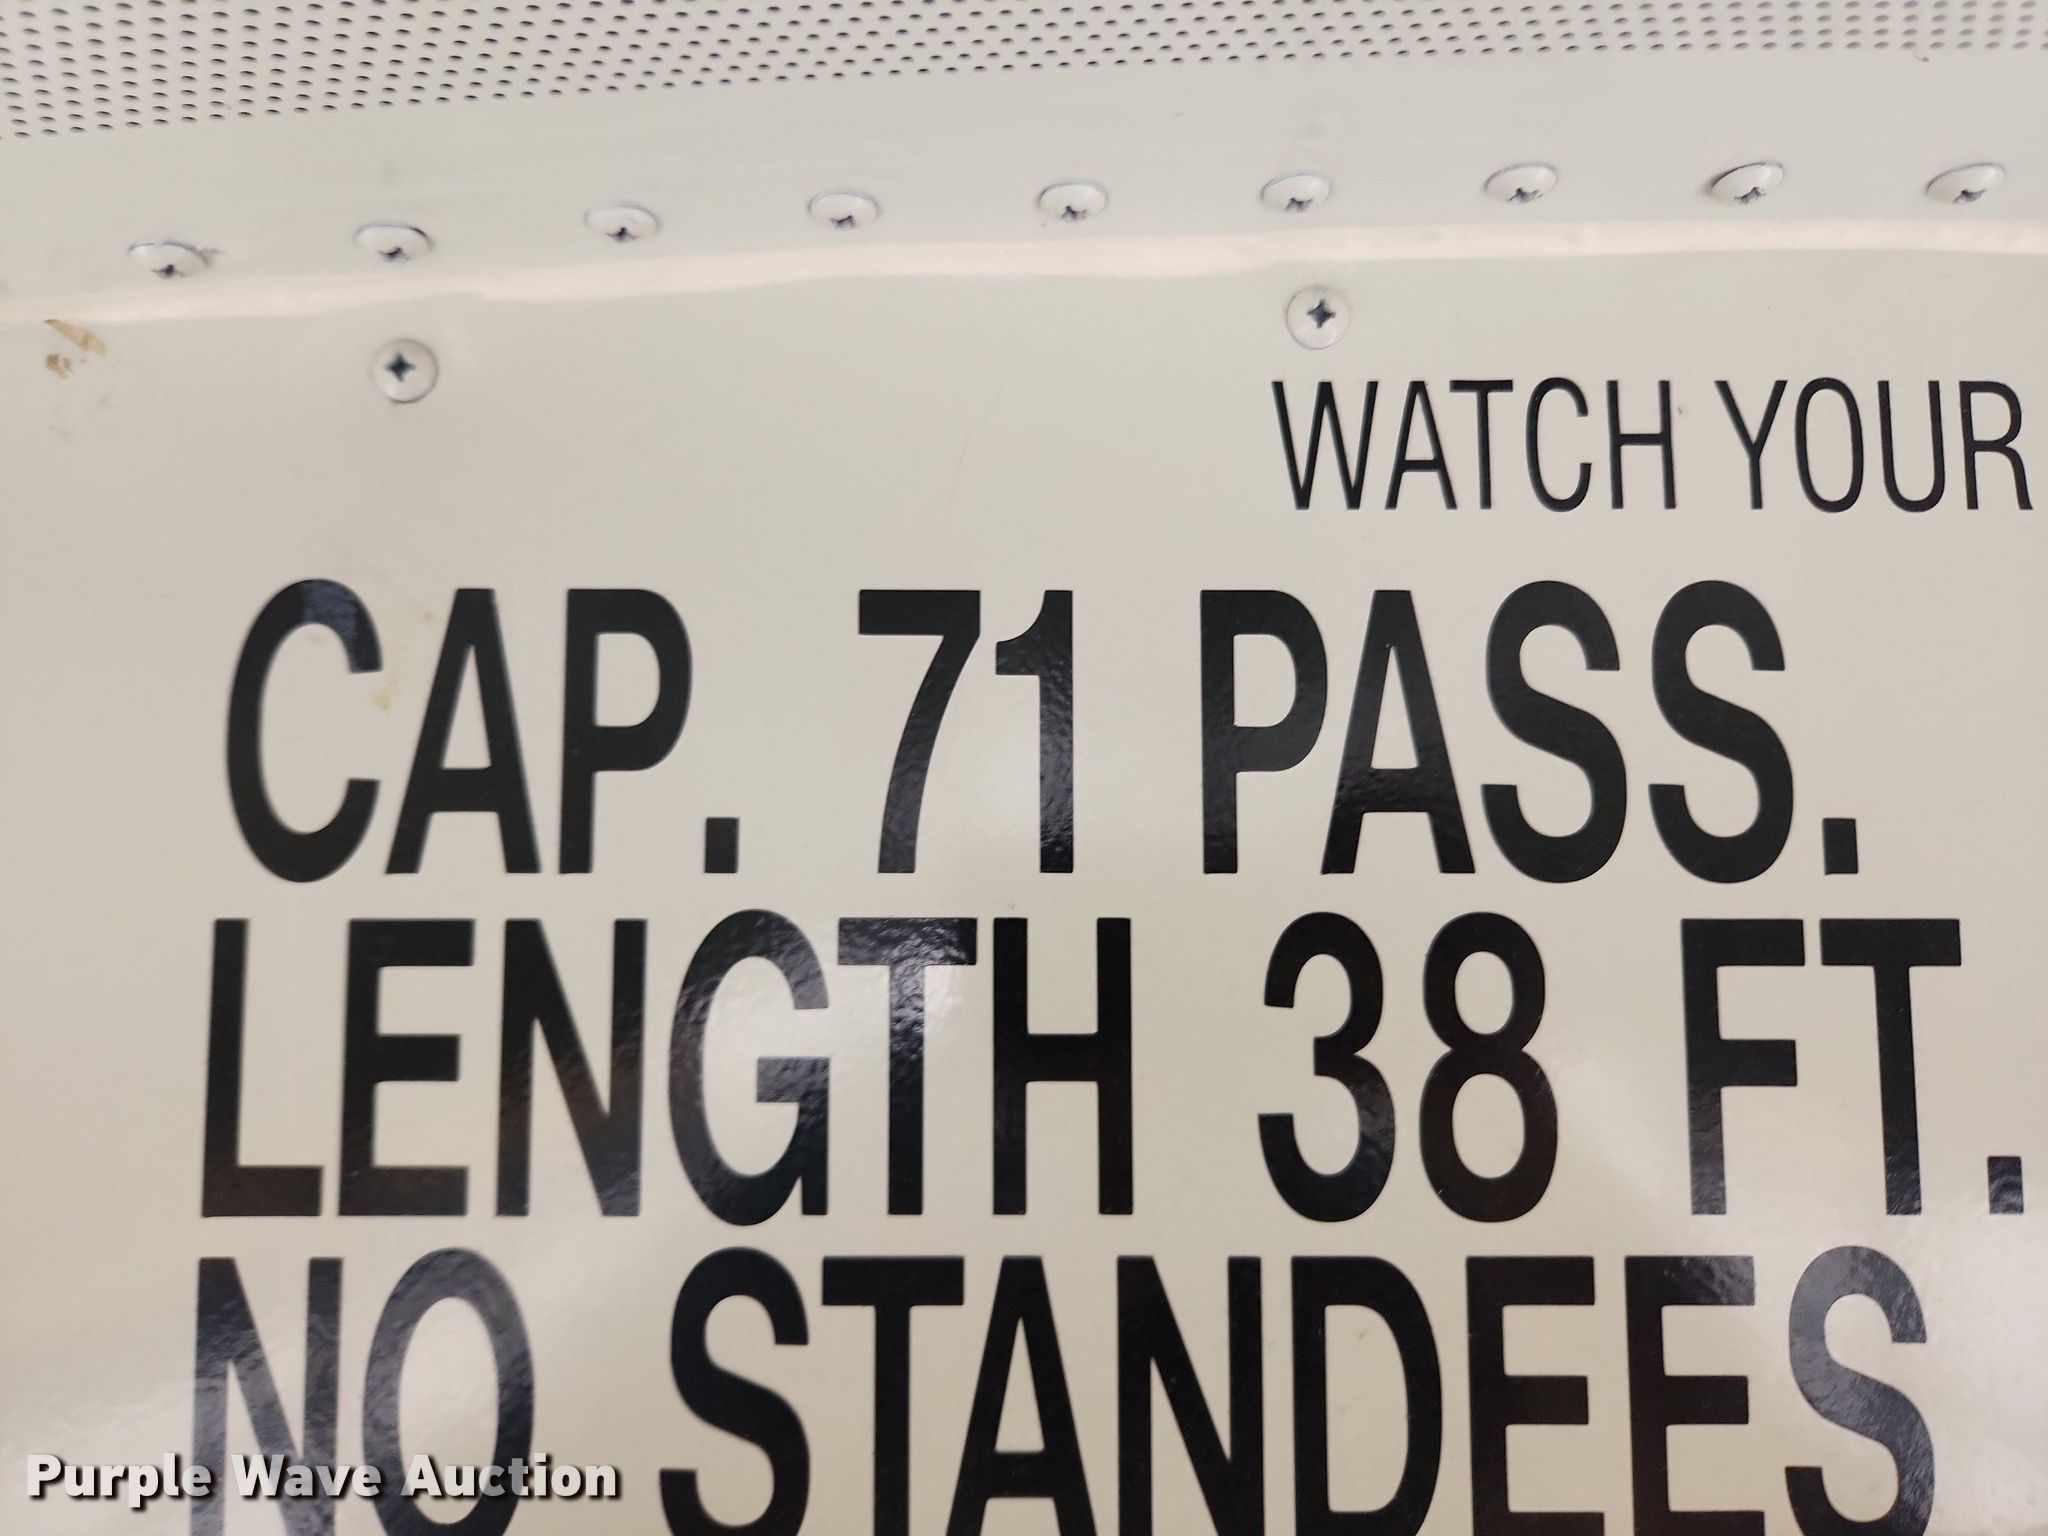 WATCH YOUR
CAP. 71 PASS.
LENGTH 38 FT.
NO STANDEES
Purple Wave Auction